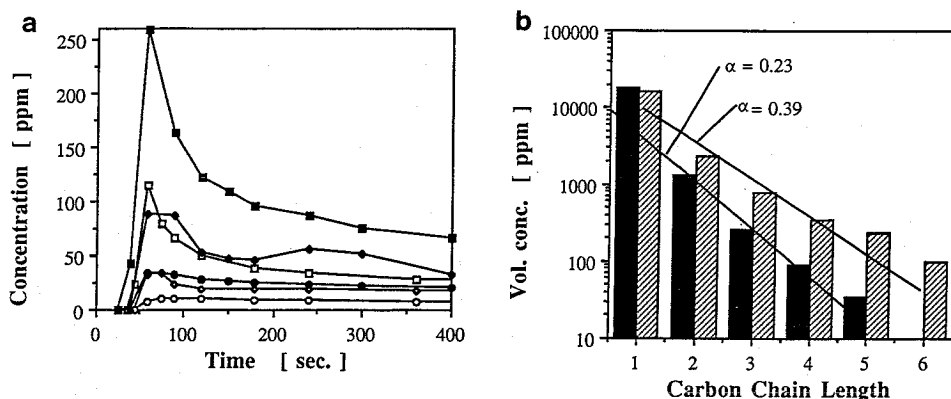 a
Concentration [ ppm ]
250
200
150
100
50
0
0 100 200 300 400
Time [ sec. ]
b
Vol. conc. [ ppm ]
100000
10000
1000
100
10
α = 0.23
α = 0.39
1 2 3 4 5 6
Carbon Chain Length